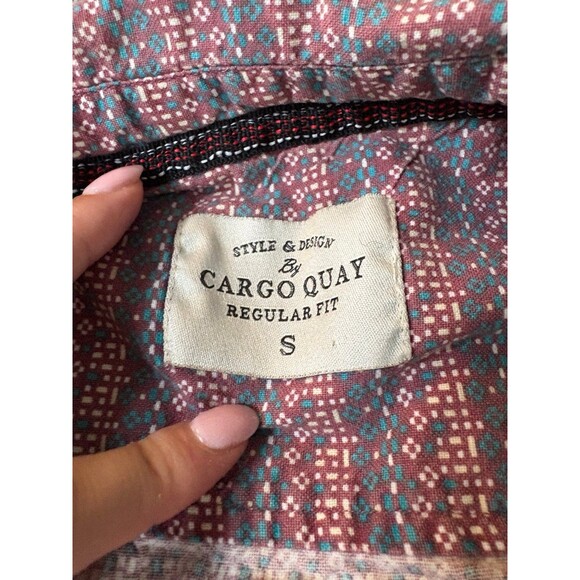 STYLE & DESIGN
By
CARGO QUAY
REGULAR FIT
S